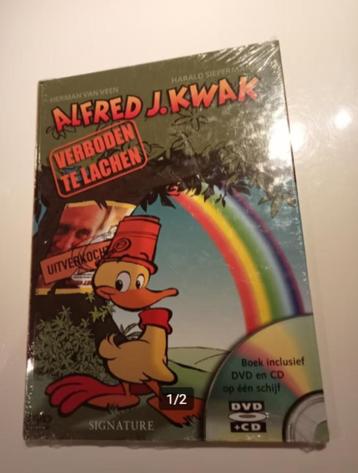 HERMAN VAN VEEN
HARALD SIEPERMANN
ALFRED J. KWAK
VERBODEN
TE LACHEN
UITVERKOCHT
Boek inclusief
DVD en CD
op één schijf
DVD
+CD
1/2
SIGNATURE